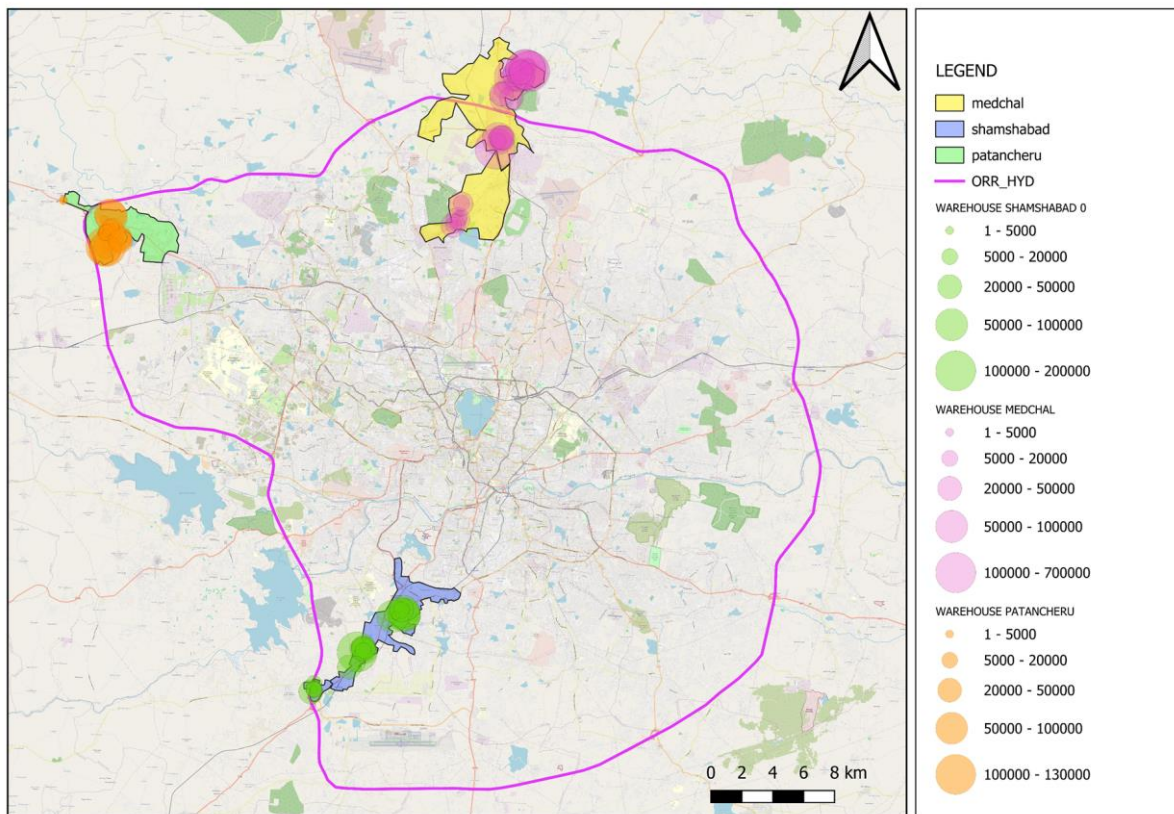 LEGEND
medchal
shamshabad
patancheru
ORR_HYD
WAREHOUSE SHAMSHABAD 0
1 - 5000
5000 - 20000
20000 - 50000
50000 - 100000
100000 - 200000
WAREHOUSE MEDCHAL
1 - 5000
5000 - 20000
20000 - 50000
50000 - 100000
100000 - 700000
WAREHOUSE PATANCHERU
1 - 5000
5000 - 20000
20000 - 50000
50000 - 100000
100000 - 130000
0 2 4 6 8 km